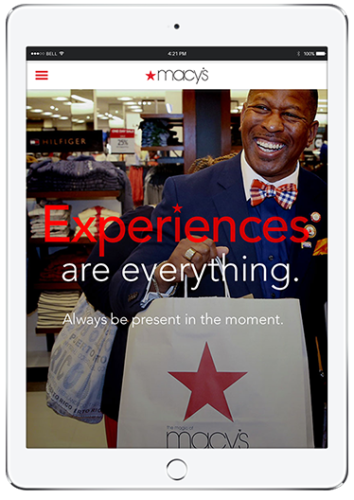 BELL
4:21 PM
100%
macy's
HILFIGER
25%
Experiences
are everything.
Always be present in the moment.
the magic of
macy's